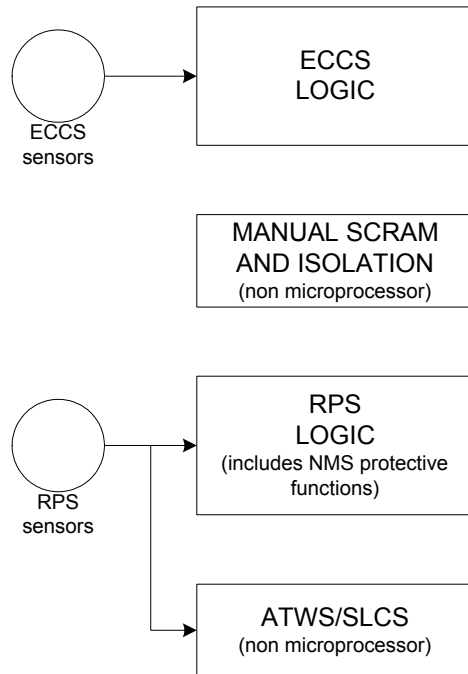 ECCS
LOGIC
ECCS
sensors
MANUAL SCRAM
AND ISOLATION
(non microprocessor)
RPS
LOGIC
(includes NMS protective
functions)
RPS
sensors
ATWS/SLCS
(non microprocessor)